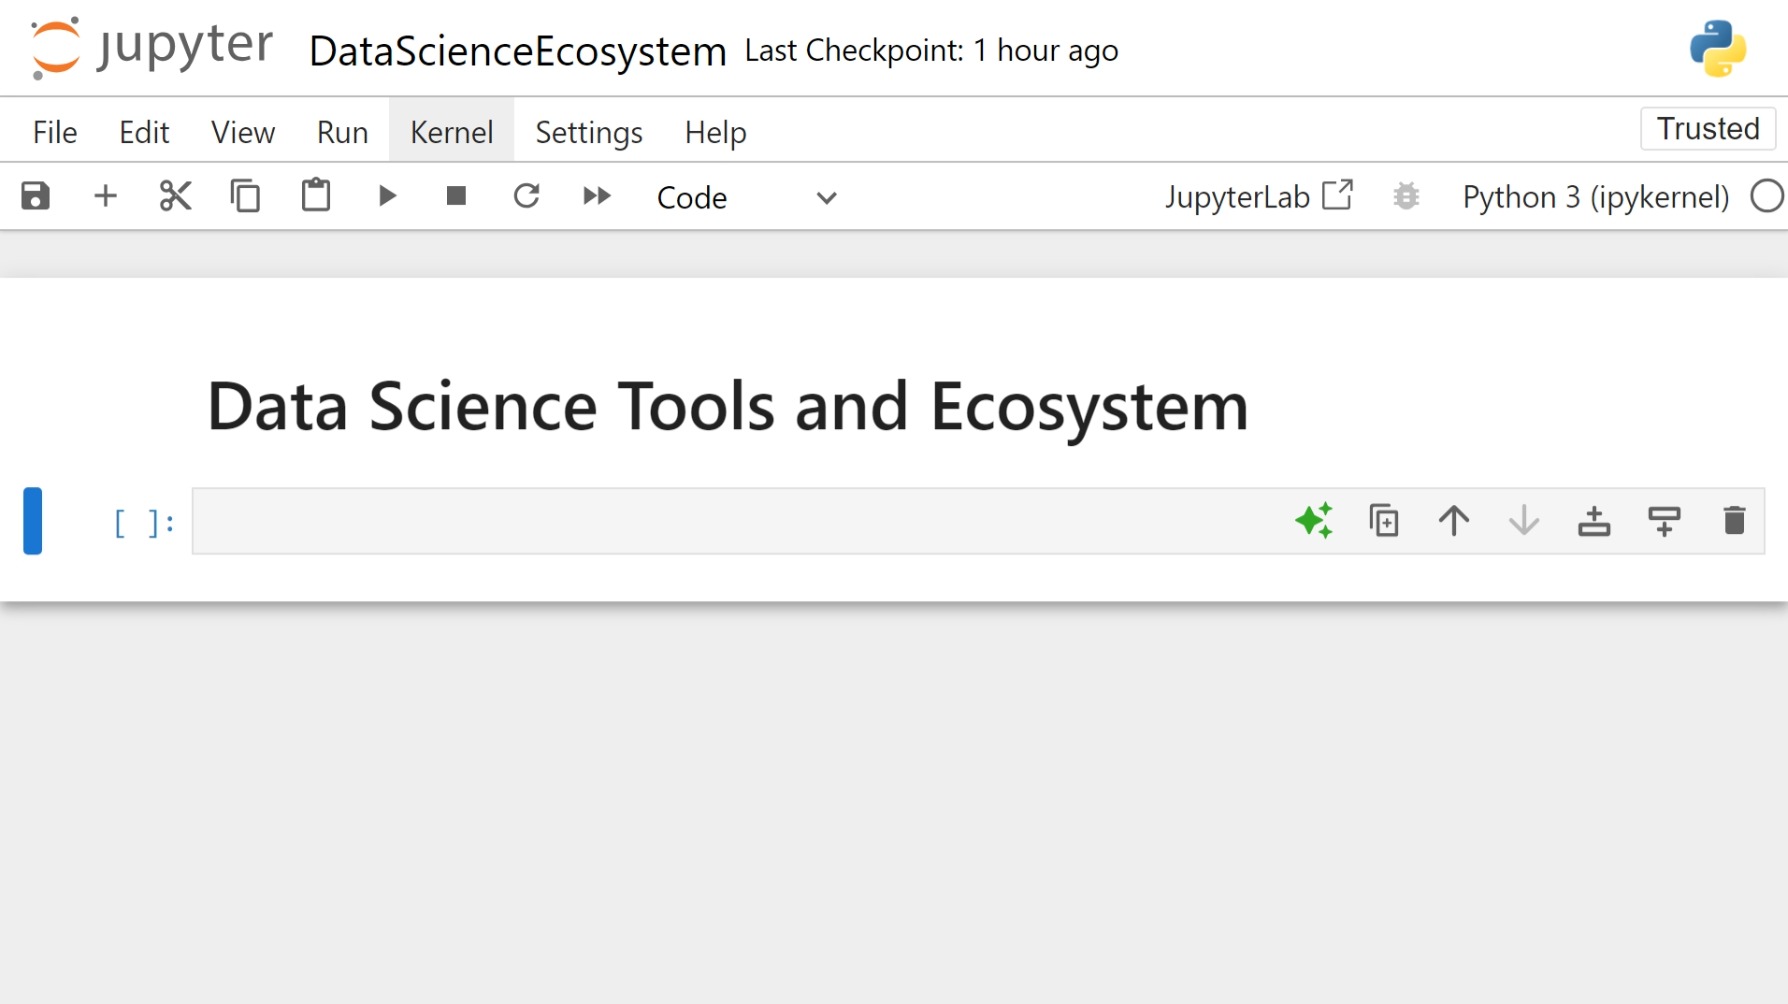 jupyter DataScienceEcosystem Last Checkpoint: 1 hour ago
File Edit View Run Kernel Settings Help Trusted
Code JupyterLab Python 3 (ipykernel)
Data Science Tools and Ecosystem
[ ]: